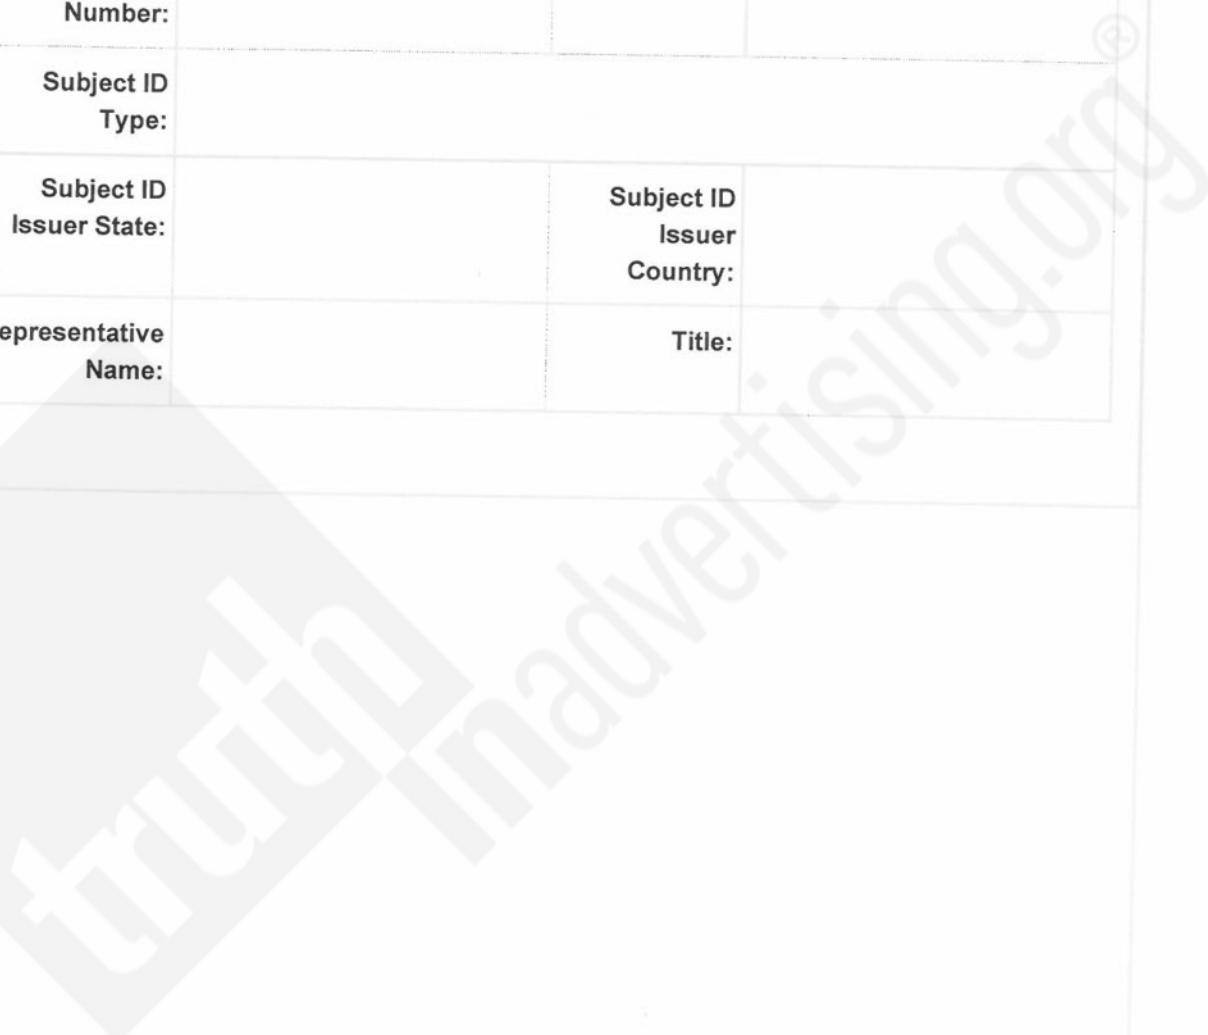 Number:
Subject ID
Type:
Subject ID
Issuer State:
Subject ID
Issuer
Country:
epresentative
Name:
Title:
truth
inadvertising.org®